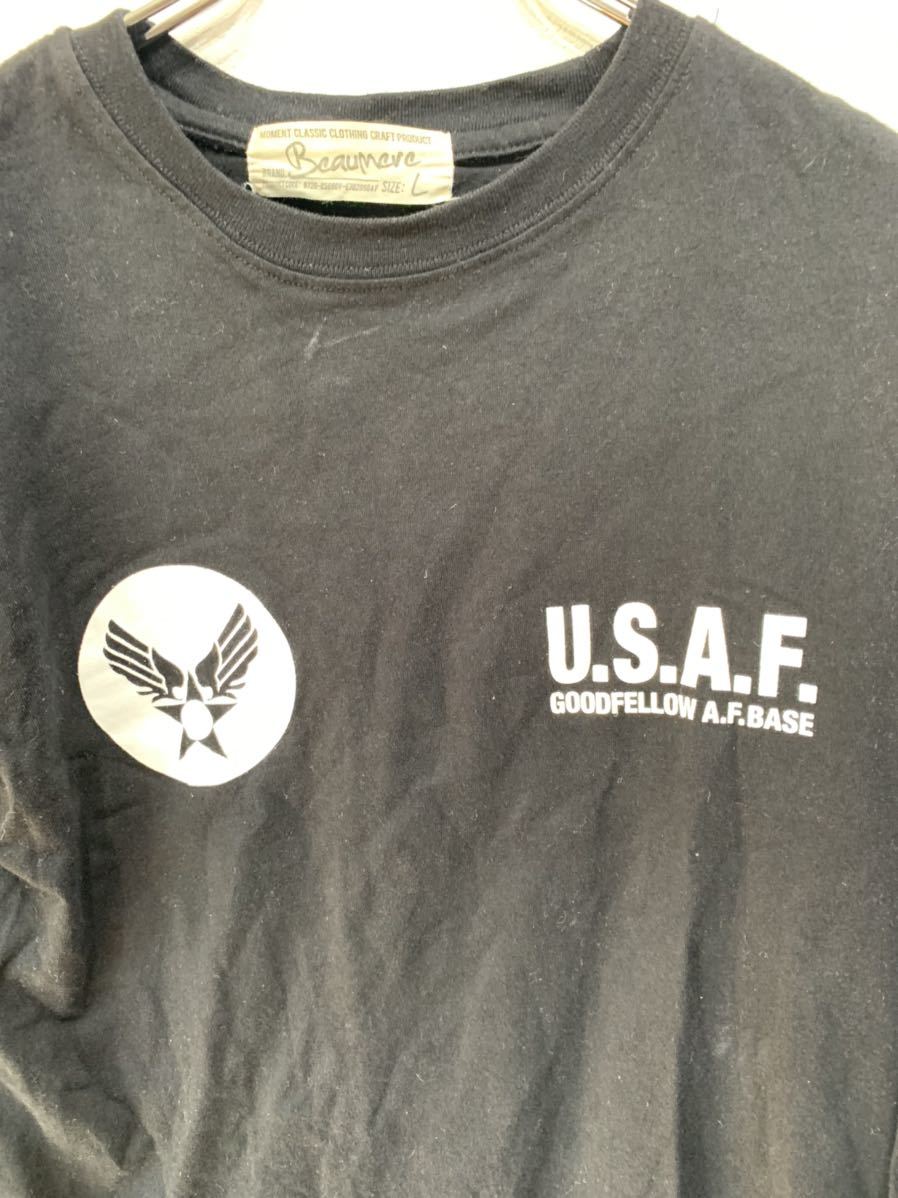 MOMENT CLASSIC CLOTHING CRAFT PRODUCT
BRAND: Beaumere
SIZE: L
U.S.A.F.
GOODFELLOW A.F.BASE